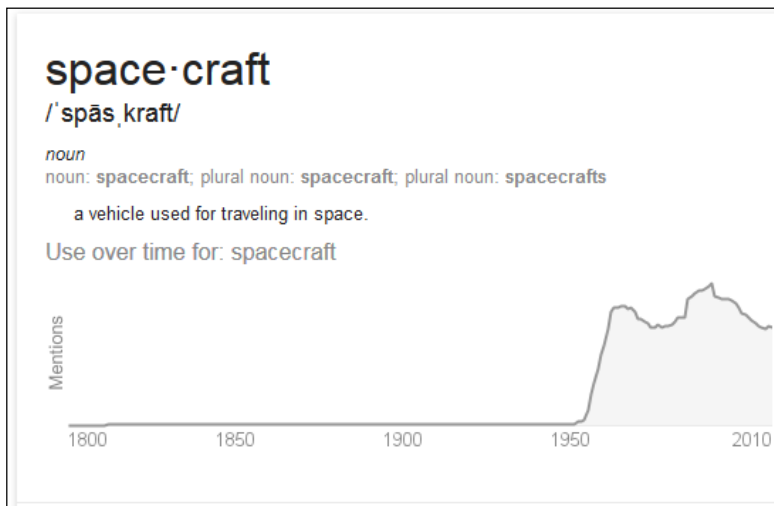 space·craft
/ˈspāsˌkraft/
noun
noun: spacecraft; plural noun: spacecraft; plural noun: spacecrafts
a vehicle used for traveling in space.
Use over time for: spacecraft
Mentions
1800 1850 1900 1950 2010